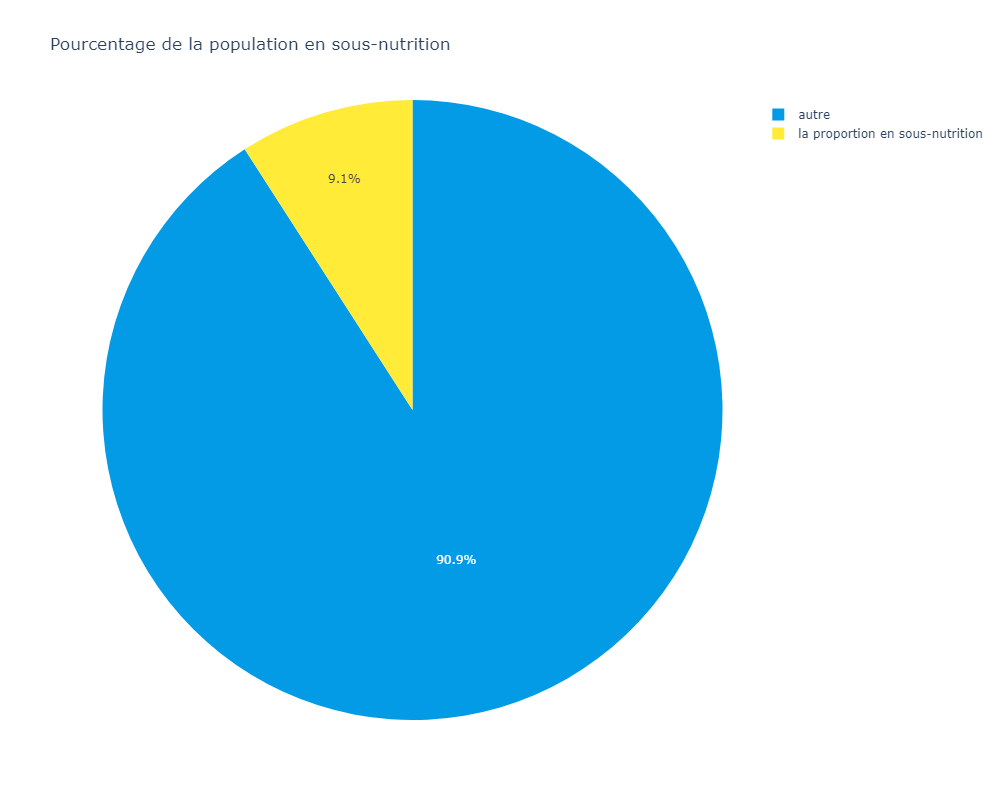 Pourcentage de la population en sous-nutrition
autre
la proportion en sous-nutrition
9.1%
90.9%